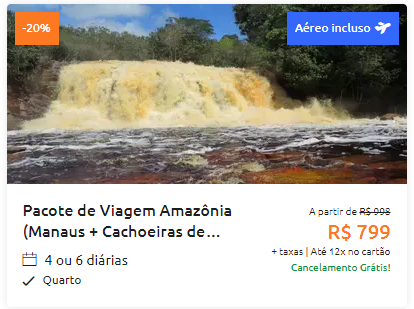 -20%
Aéreo incluso
Pacote de Viagem Amazônia
(Manaus + Cachoeiras de...
4 ou 6 diárias
Quarto
A partir de R$ 998
R$ 799
+ taxas | Até 12x no cartão
Cancelamento Grátis!